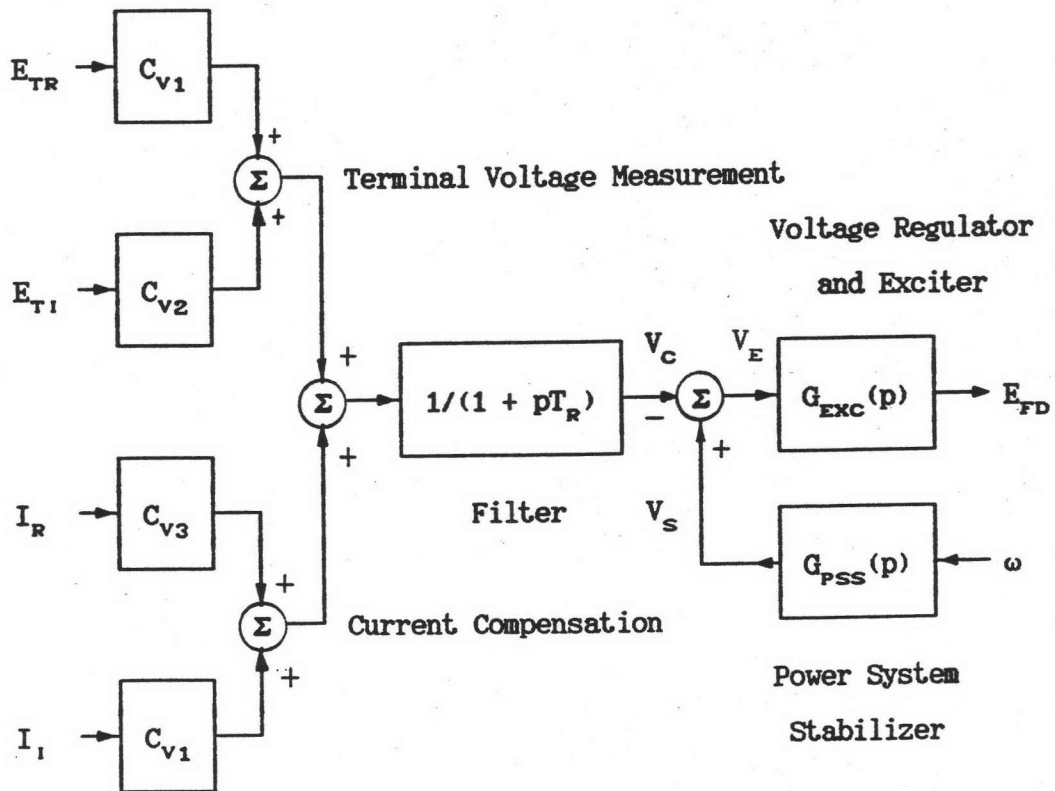 E_TR
C_V1
+
Σ
Terminal Voltage Measurement
+
E_TI
C_V2
Voltage Regulator
and Exciter
+
Σ
+
1/(1 + pT_R)
Filter
V_C
−
Σ
+
V_E
G_EXC(p)
E_FD
V_S
G_PSS(p)
ω
Power System
Stabilizer
I_R
C_V3
+
Σ
Current Compensation
+
I_I
C_V1